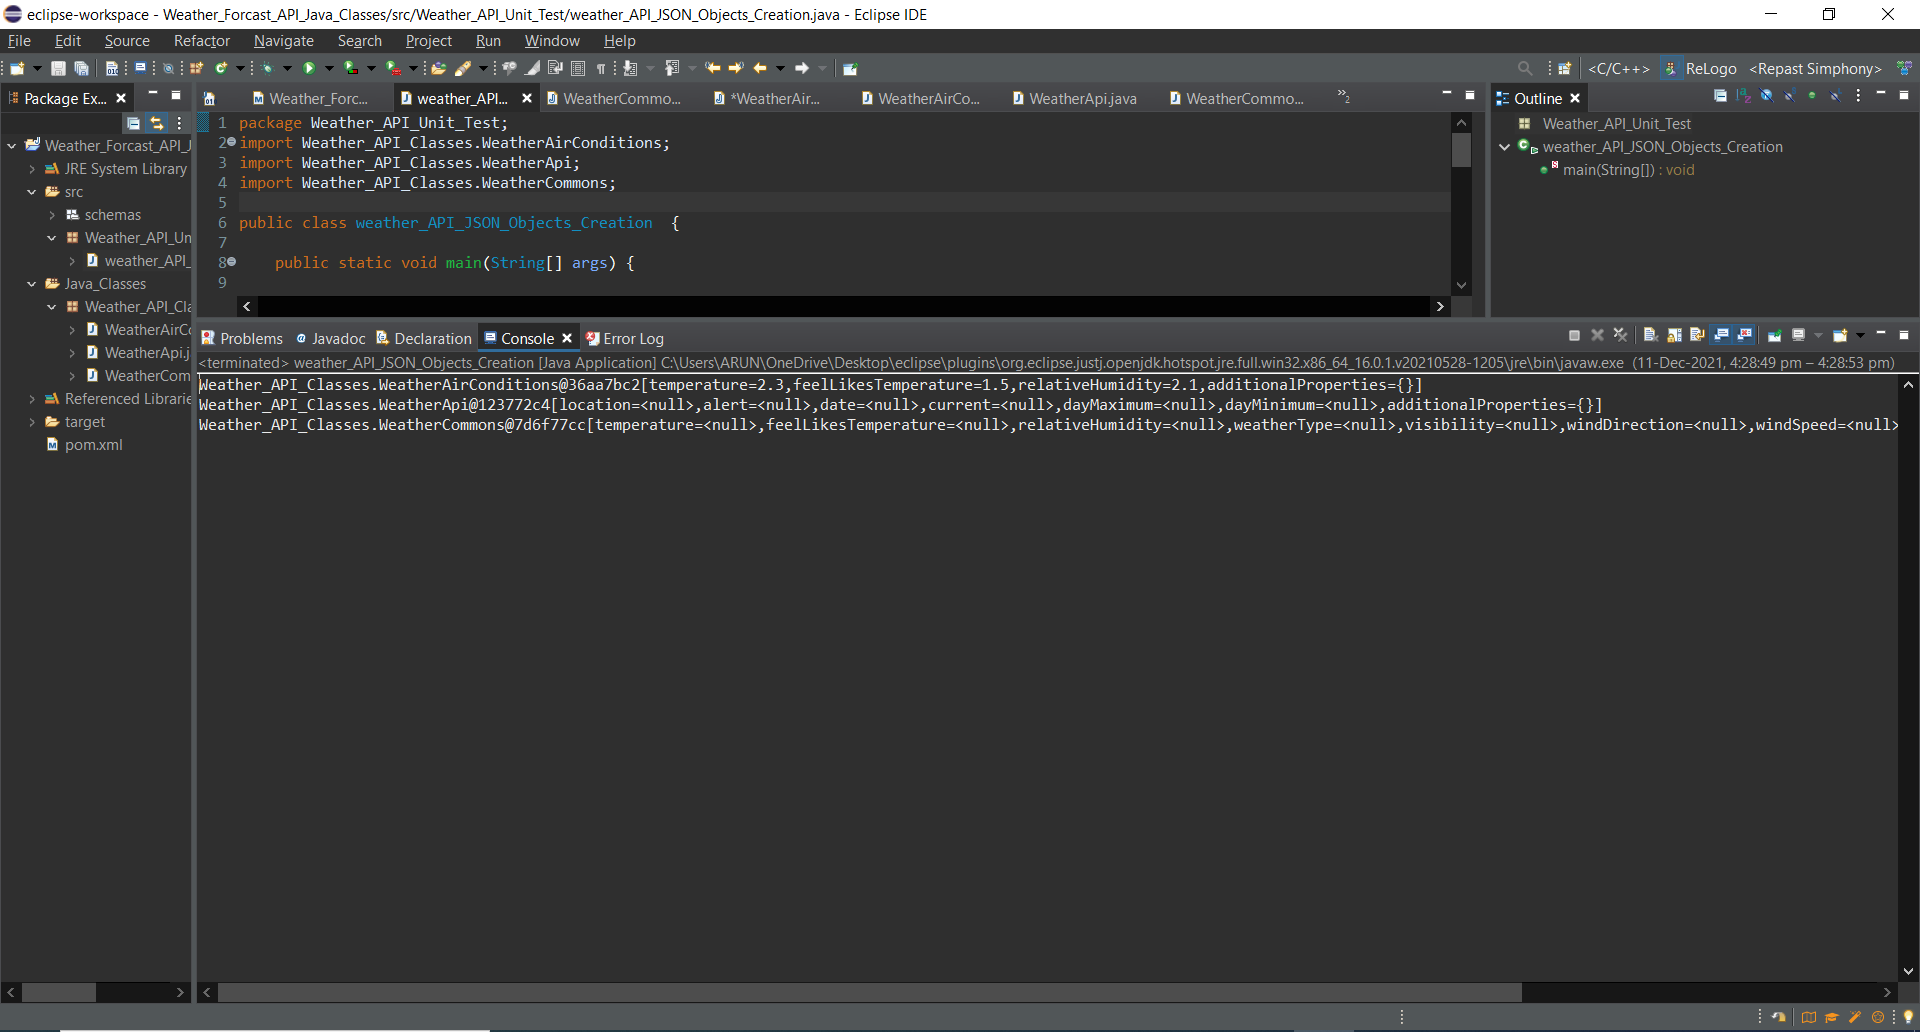 eclipse-workspace - Weather_Forcast_API_Java_Classes/src/Weather_API_Unit_Test/weather_API_JSON_Objects_Creation.java - Eclipse IDE
File Edit Source Refactor Navigate Search Project Run Window Help
<C/C++> ReLogo <Repast Simphony>
Package Ex...
Weather_Forcast_API_J
JRE System Library
src
schemas
Weather_API_Un
weather_API_
Java_Classes
Weather_API_Cla
WeatherAirCo
WeatherApi.j
WeatherCom
Referenced Librarie
target
pom.xml
Weather_Forc... weather_API... WeatherCommo... *WeatherAir... WeatherAirCo... WeatherApi.java WeatherCommo... »2
1 package Weather_API_Unit_Test;
2 import Weather_API_Classes.WeatherAirConditions;
3 import Weather_API_Classes.WeatherApi;
4 import Weather_API_Classes.WeatherCommons;
5
6 public class weather_API_JSON_Objects_Creation {
7
8 public static void main(String[] args) {
9
Outline
Weather_API_Unit_Test
weather_API_JSON_Objects_Creation
main(String[]) : void
Problems Javadoc Declaration Console Error Log
<terminated> weather_API_JSON_Objects_Creation [Java Application] C:\Users\ARUN\OneDrive\Desktop\eclipse\plugins\org.eclipse.justj.openjdk.hotspot.jre.full.win32.x86_64_16.0.1.v20210528-1205\jre\bin\javaw.exe (11-Dec-2021, 4:28:49 pm – 4:28:53 pm)
Weather_API_Classes.WeatherAirConditions@36aa7bc2[temperature=2.3,feelLikesTemperature=1.5,relativeHumidity=2.1,additionalProperties={}]
Weather_API_Classes.WeatherApi@123772c4[location=<null>,alert=<null>,date=<null>,current=<null>,dayMaximum=<null>,dayMinimum=<null>,additionalProperties={}]
Weather_API_Classes.WeatherCommons@7d6f77cc[temperature=<null>,feelLikesTemperature=<null>,relativeHumidity=<null>,weatherType=<null>,visibility=<null>,windDirection=<null>,windSpeed=<null>